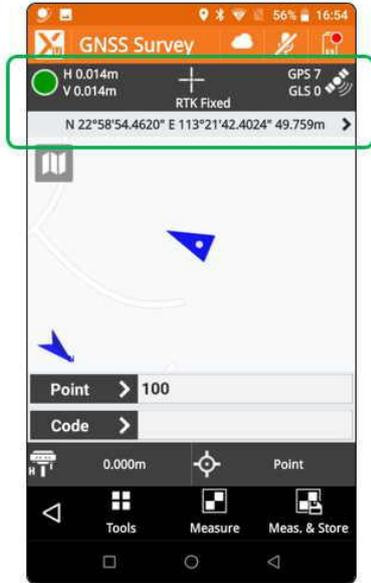 56% 16:54
GNSS Survey
H 0.014m
V 0.014m
RTK Fixed
GPS 7
GLS 0
N 22°58'54.4620" E 113°21'42.4024" 49.759m
Point 100
Code
H
0.000m
Point
Tools
Measure
Meas. & Store